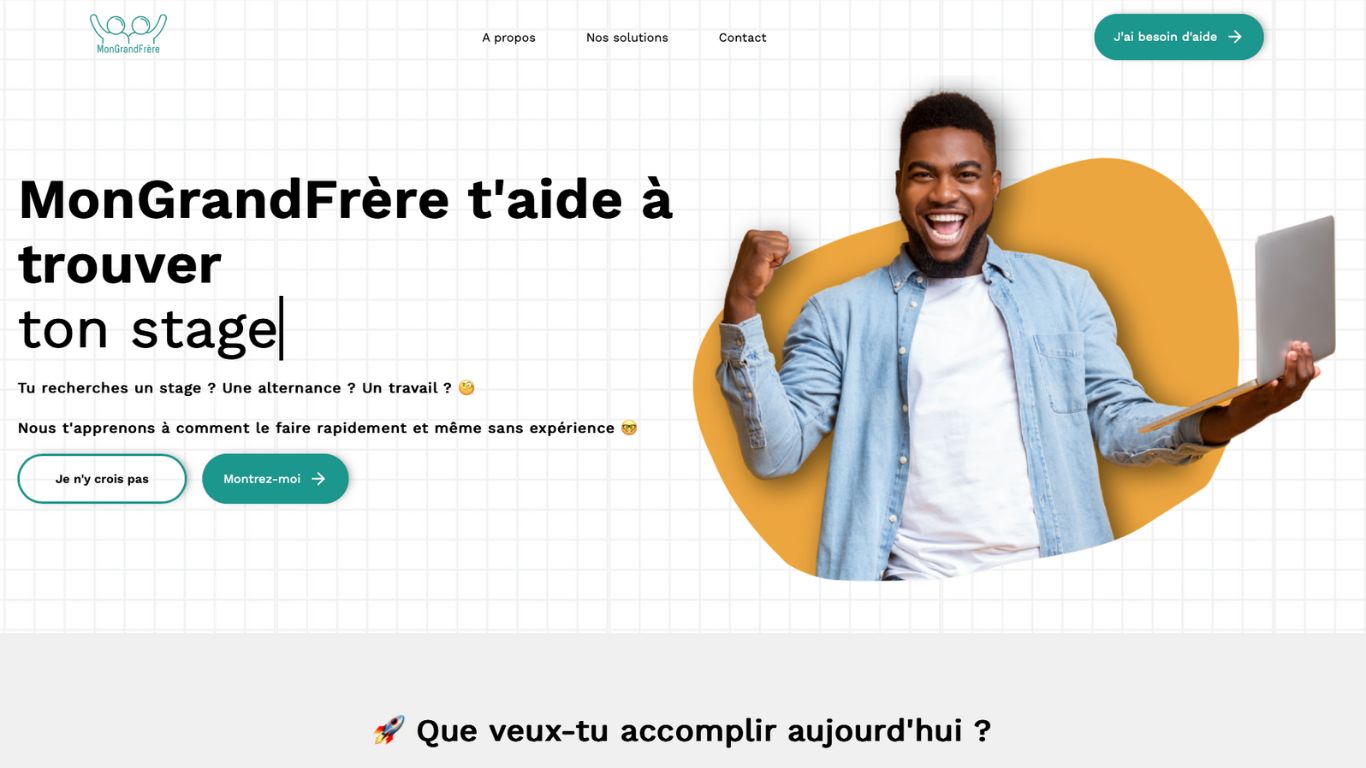 MonGrandFrère
A propos
Nos solutions
Contact
J'ai besoin d'aide
MonGrandFrère t'aide à
trouver
ton stage
Tu recherches un stage ? Une alternance ? Un travail ? 🧐
Nous t'apprenons à comment le faire rapidement et même sans expérience 🤓
Je n'y crois pas
Montrez-moi
🚀 Que veux-tu accomplir aujourd'hui ?